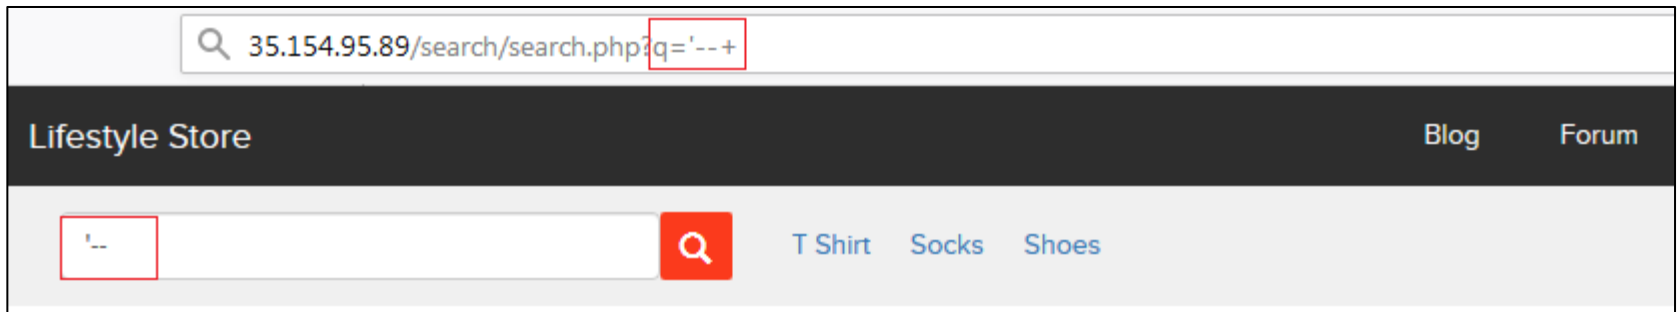 35.154.95.89/search/search.php?q='--+
Lifestyle Store Blog Forum
'-- T Shirt Socks Shoes